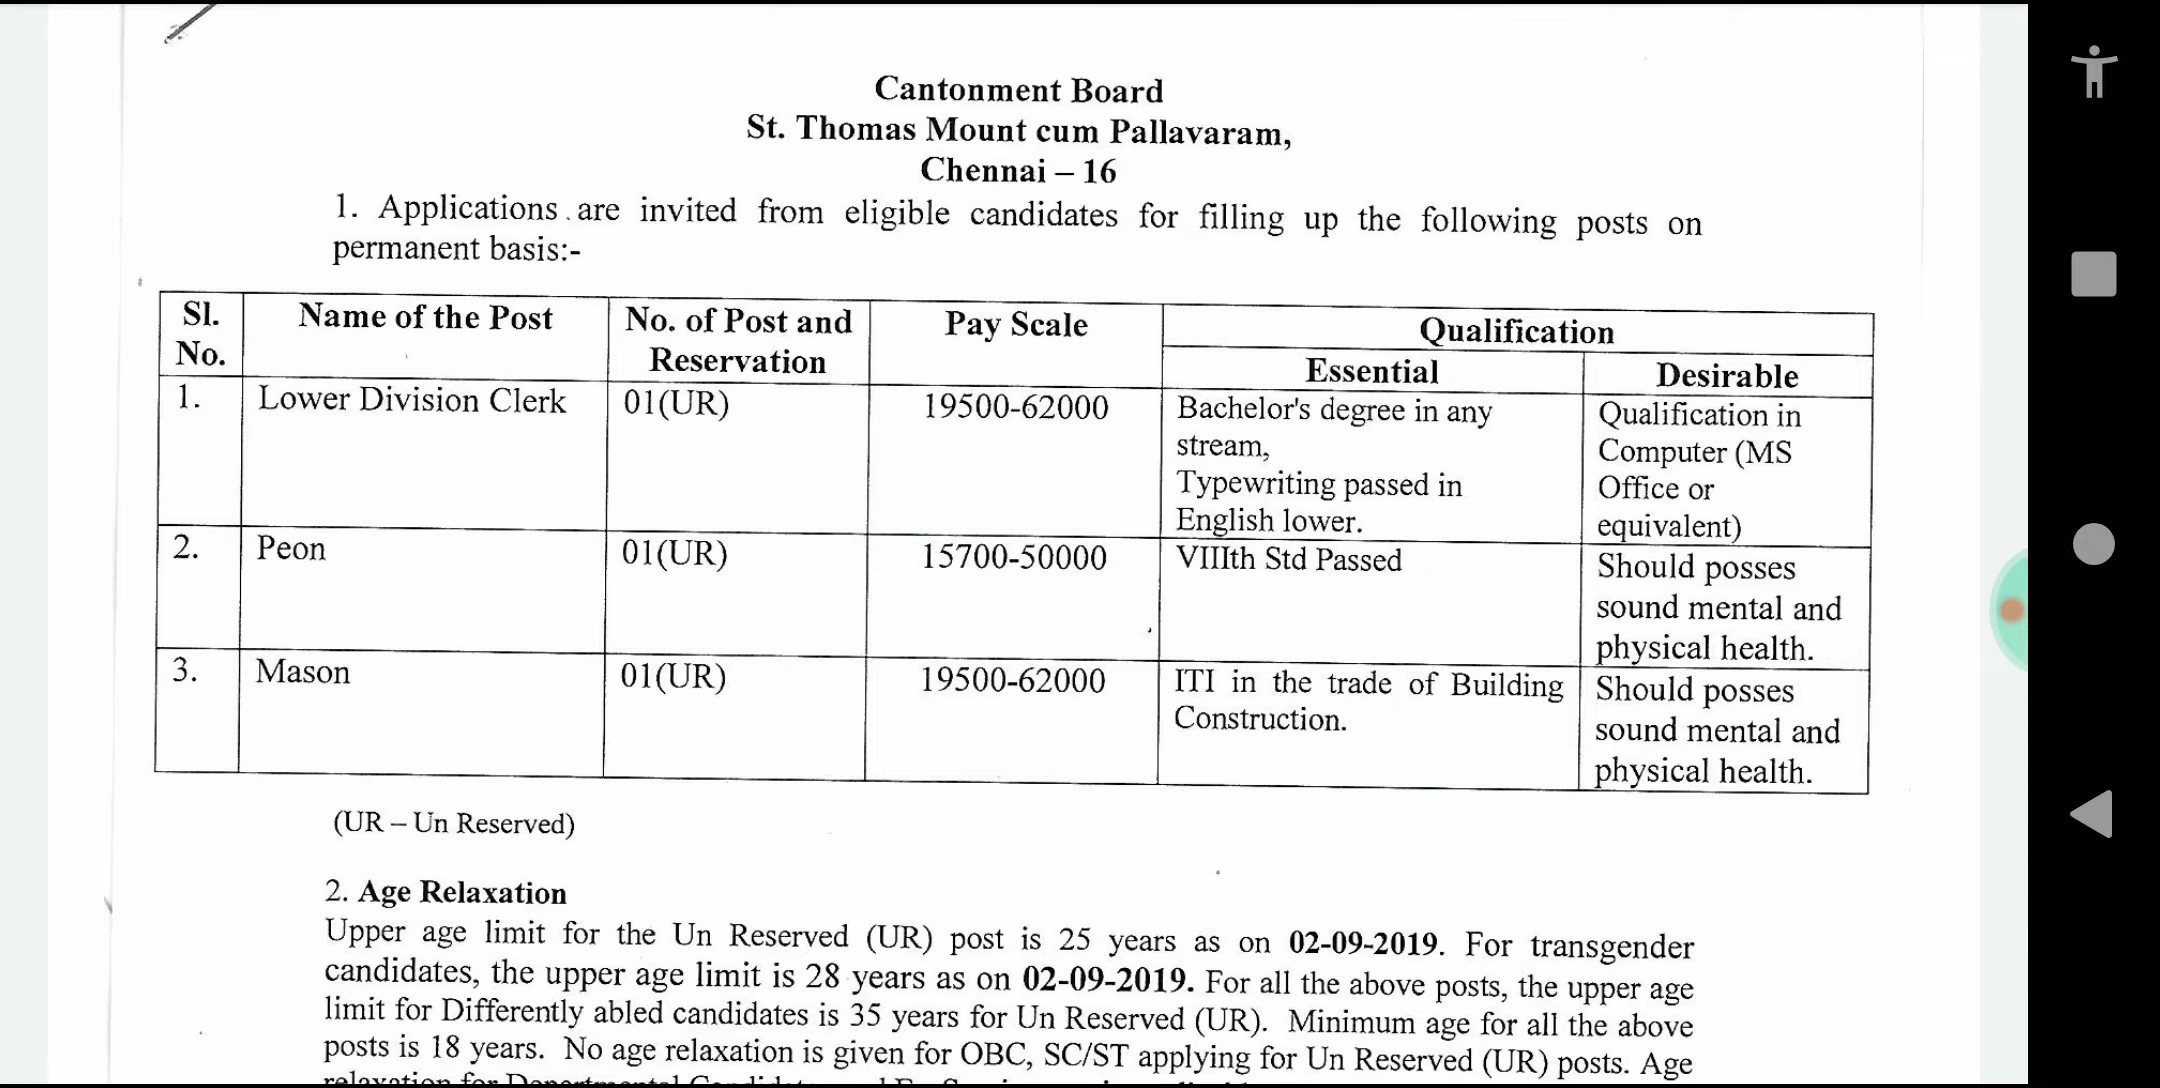 Cantonment Board
St. Thomas Mount cum Pallavaram,
Chennai – 16
1. Applications are invited from eligible candidates for filling up the following posts on
permanent basis:-
Sl. No. Name of the Post No. of Post and Reservation Pay Scale Qualification
Essential Desirable
1. Lower Division Clerk 01(UR) 19500-62000 Bachelor's degree in any stream, Typewriting passed in English lower. Qualification in Computer (MS Office or equivalent)
2. Peon 01(UR) 15700-50000 VIIIth Std Passed Should posses sound mental and physical health.
3. Mason 01(UR) 19500-62000 ITI in the trade of Building Construction. Should posses sound mental and physical health.
(UR – Un Reserved)
2. Age Relaxation
Upper age limit for the Un Reserved (UR) post is 25 years as on 02-09-2019. For transgender
candidates, the upper age limit is 28 years as on 02-09-2019. For all the above posts, the upper age
limit for Differently abled candidates is 35 years for Un Reserved (UR). Minimum age for all the above
posts is 18 years. No age relaxation is given for OBC, SC/ST applying for Un Reserved (UR) posts. Age
relaxation for Departmental